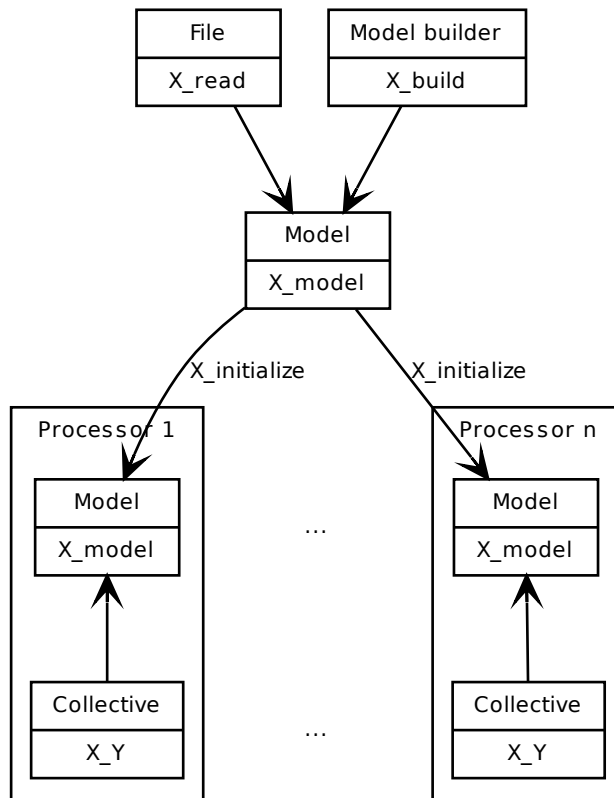 File
X_read
Model builder
X_build
Model
X_model
X_initialize
X_initialize
Processor 1
Model
X_model
...
Processor n
Model
X_model
Collective
X_Y
...
Collective
X_Y